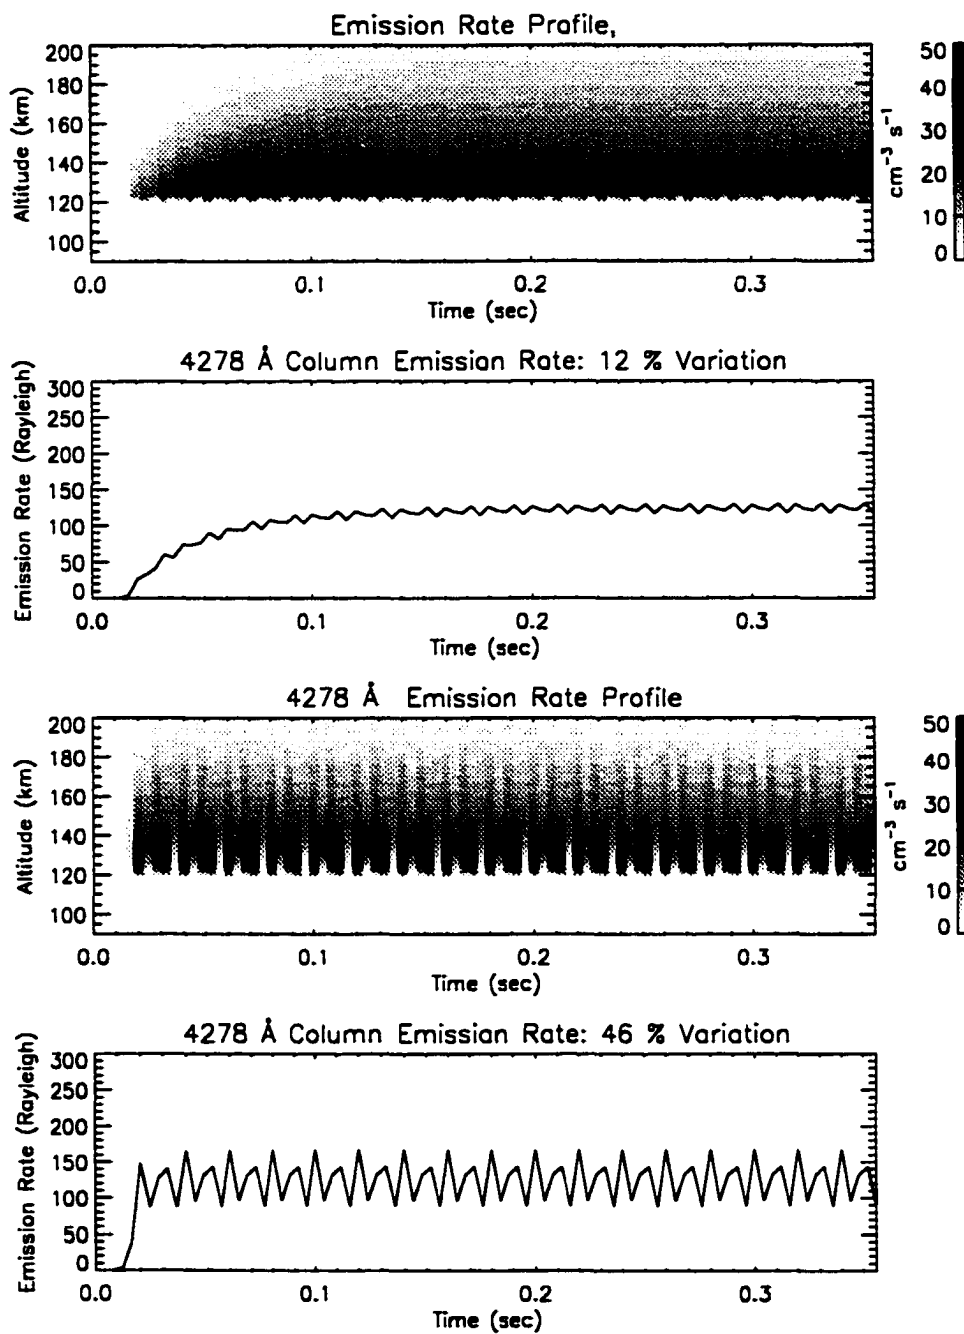 Emission Rate Profile,
200
180
160
140
120
100
Altitude (km)
0.0 0.1 0.2 0.3
Time (sec)
50
40
30
20
10
0
cm⁻³ s⁻¹
4278 Å Column Emission Rate: 12 % Variation
300
250
200
150
100
50
0
Emission Rate (Rayleigh)
0.0 0.1 0.2 0.3
Time (sec)
4278 Å Emission Rate Profile
200
180
160
140
120
100
Altitude (km)
0.0 0.1 0.2 0.3
Time (sec)
50
40
30
20
10
0
cm⁻³ s⁻¹
4278 Å Column Emissian Rate: 46 % Variation
300
250
200
150
100
50
0
Emission Rate (Rayleigh)
0.0 0.1 0.2 0.3
Time (sec)